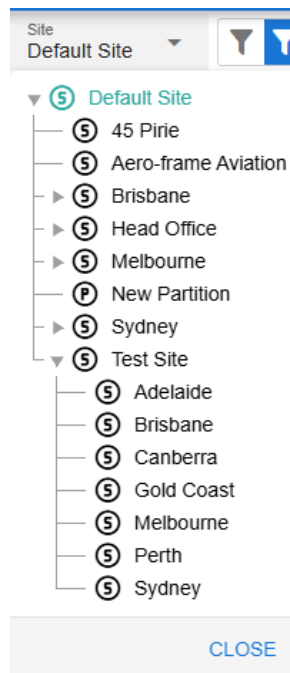 Site
Default Site
S Default Site
S 45 Pirie
S Aero-frame Aviation
S Brisbane
S Head Office
S Melbourne
P New Partition
S Sydney
S Test Site
S Adelaide
S Brisbane
S Canberra
S Gold Coast
S Melbourne
S Perth
S Sydney
CLOSE